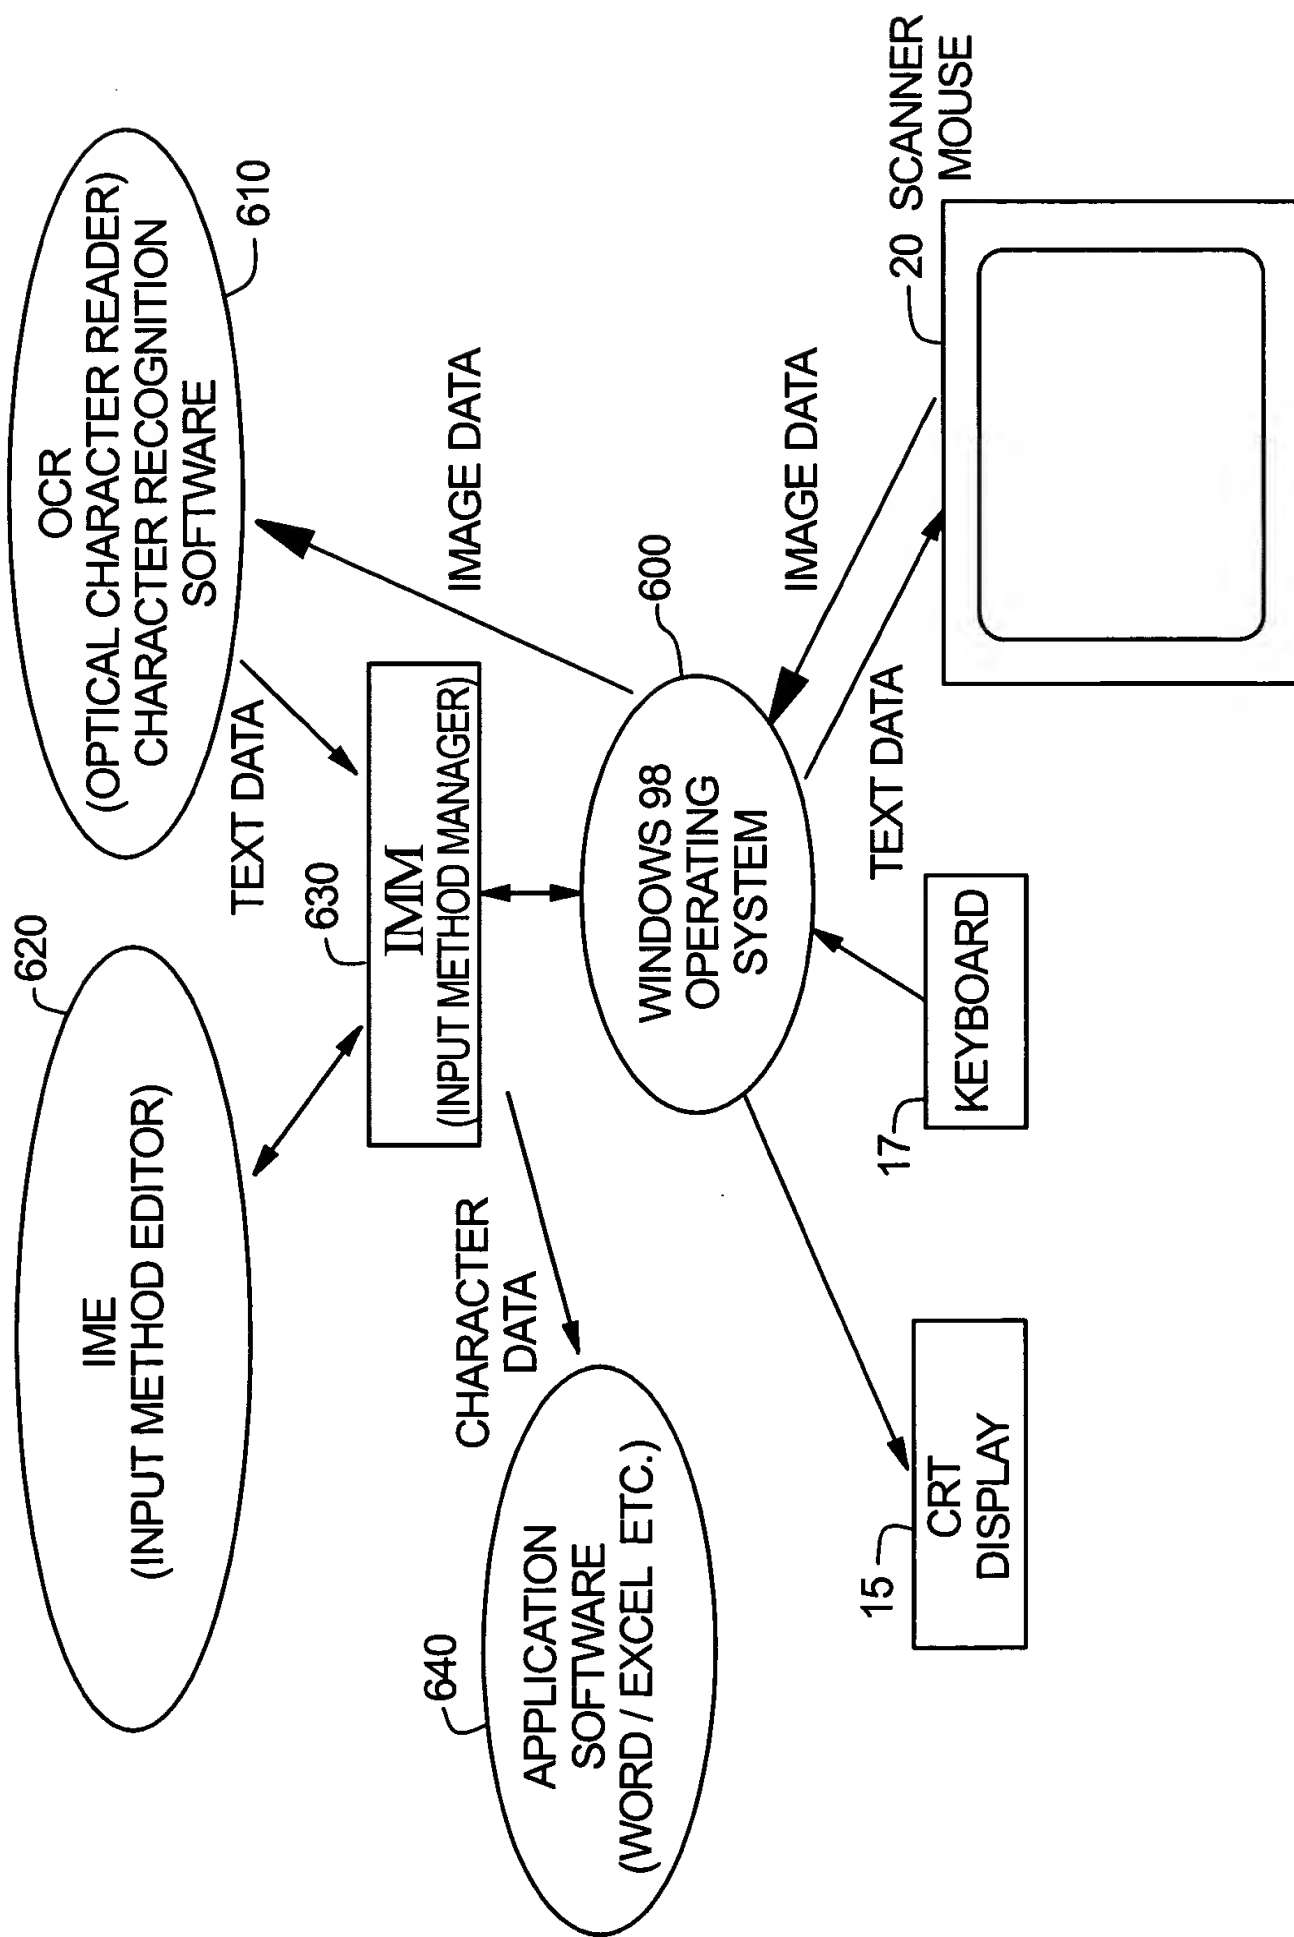 620
IME
(INPUT METHOD EDITOR)
OCR
(OPTICAL CHARACTER READER)
CHARACTER RECOGNITION
SOFTWARE
610
TEXT DATA
630
IMM
(INPUT METHOD MANAGER)
IMAGE DATA
CHARACTER
DATA
640
APPLICATION
SOFTWARE
(WORD / EXCEL ETC.)
600
WINDOWS 98
OPERATING
SYSTEM
IMAGE DATA
TEXT DATA
15
CRT
DISPLAY
17
KEYBOARD
20 SCANNER
MOUSE